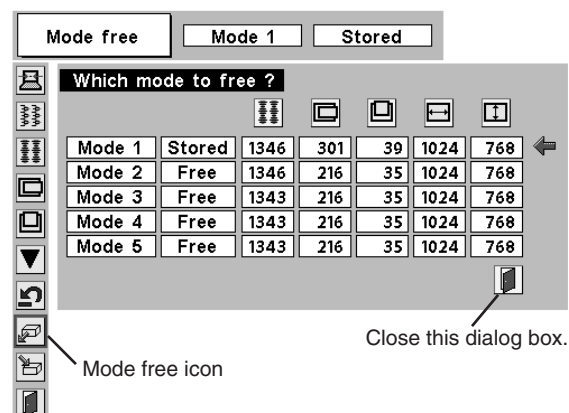 Mode free Mode 1 Stored
Which mode to free ?
Mode 1 Stored 1346 301 39 1024 768
Mode 2 Free 1346 216 35 1024 768
Mode 3 Free 1343 216 35 1024 768
Mode 4 Free 1343 216 35 1024 768
Mode 5 Free 1343 216 35 1024 768
Close this dialog box.
Mode free icon